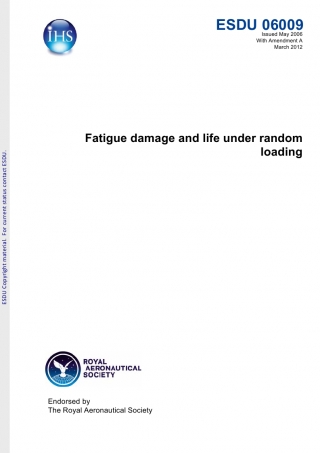 IHS
ESDU 06009
Issued May 2006
With Amendment A
March 2012
Fatigue damage and life under random
loading
ESDU Copyright material. For current status contact ESDU.
ROYAL
AERONAUTICAL
SOCIETY
Endorsed by
The Royal Aeronautical Society